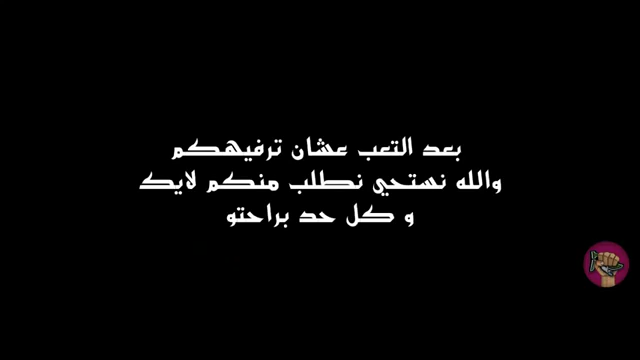 بعد التعب عشان ترفيهكم
والله نستحي نطلب منكم لايك
و كل حد براحتو